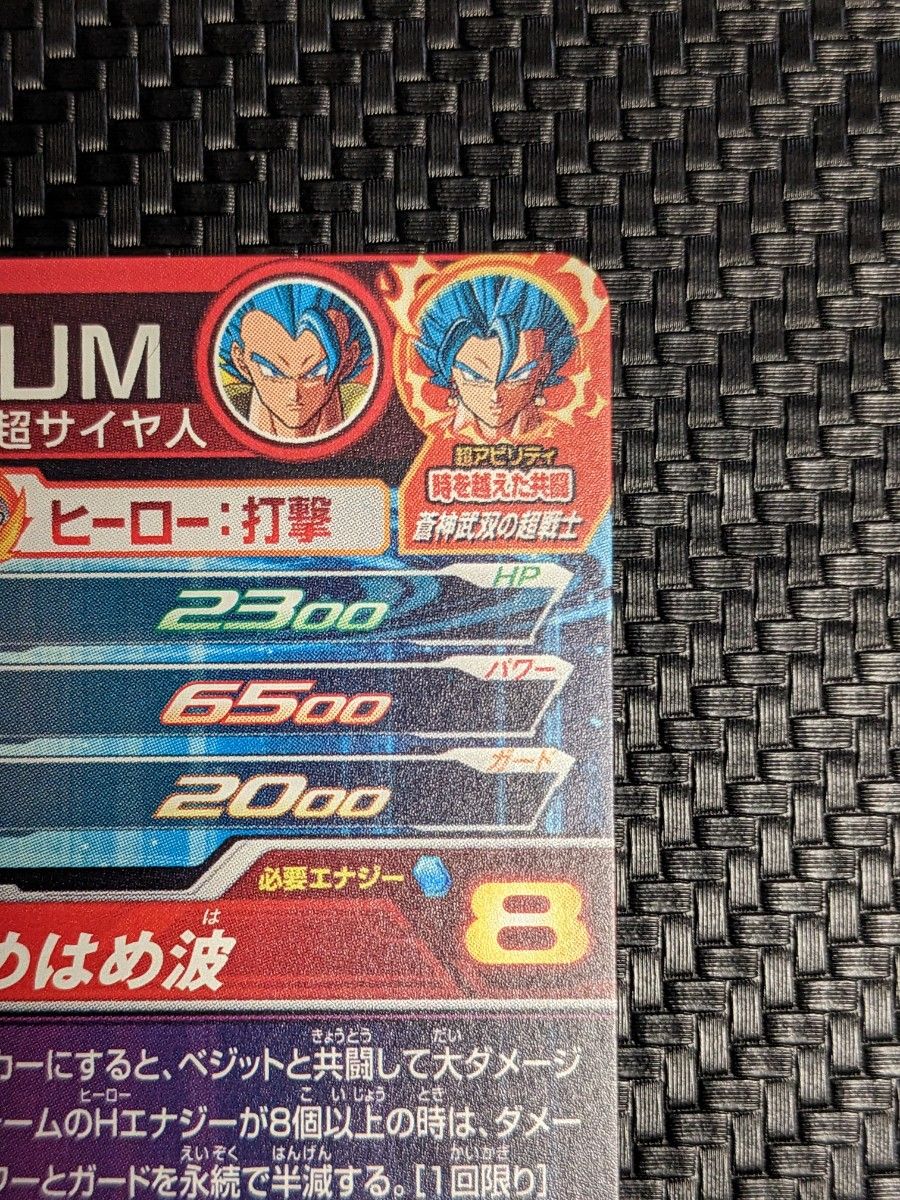 UM
超サイヤ人
超アビリティ
時を越えた共闘
蒼神武双の超戦士
ヒーロー:打撃
HP
2300
パワー
6500
ガード
2000
必要エナジー
8
は
めはめ波
きょうとう だい
カーにすると、ベジットと共闘して大ダメージ
ヒーロー こ いじょう とき
ームのHエナジーが8個以上の時は、ダメー
えいぞく はんげん かいかぎ
ワーとガードを永続で半減する。[1回限り]